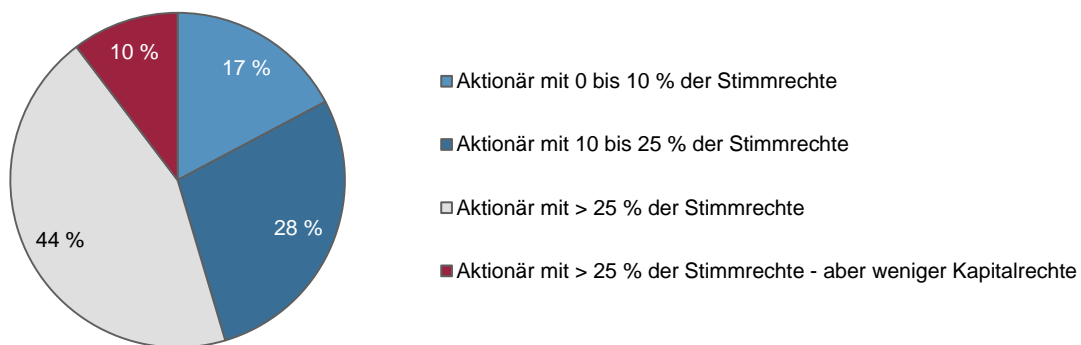 10 %
17 %
28 %
44 %
Aktionär mit 0 bis 10 % der Stimmrechte
Aktionär mit 10 bis 25 % der Stimmrechte
Aktionär mit > 25 % der Stimmrechte
Aktionär mit > 25 % der Stimmrechte - aber weniger Kapitalrechte